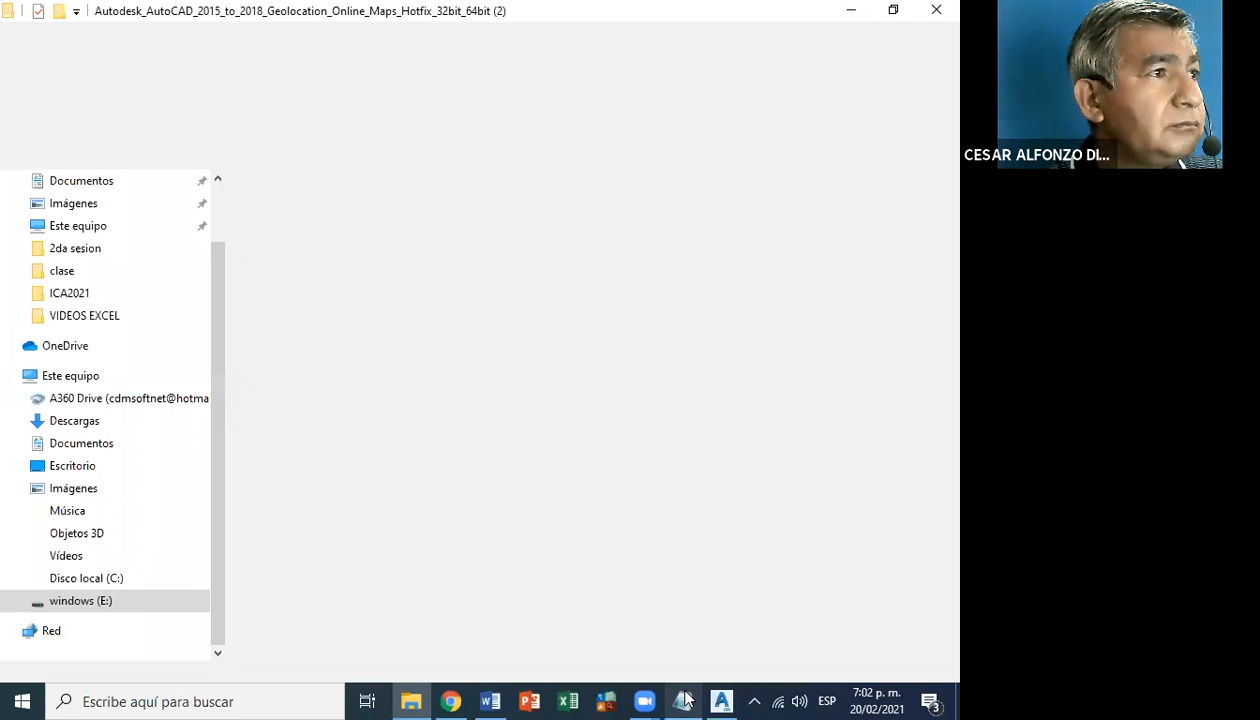 Autodesk_AutoCAD_2015_to_2018_Geolocation_Online_Maps_Hotfix_32bit_64bit (2)
CESAR ALFONZO DI...
Documentos
Imágenes
Este equipo
2da sesion
clase
ICA2021
VIDEOS EXCEL
OneDrive
Este equipo
A360 Drive (cdmsoftnet@hotma
Descargas
Documentos
Escritorio
Imágenes
Música
Objetos 3D
Vídeos
Disco local (C:)
windows (E:)
Red
Escribe aquí para buscar
ESP
7:02 p. m.
20/02/2021
3